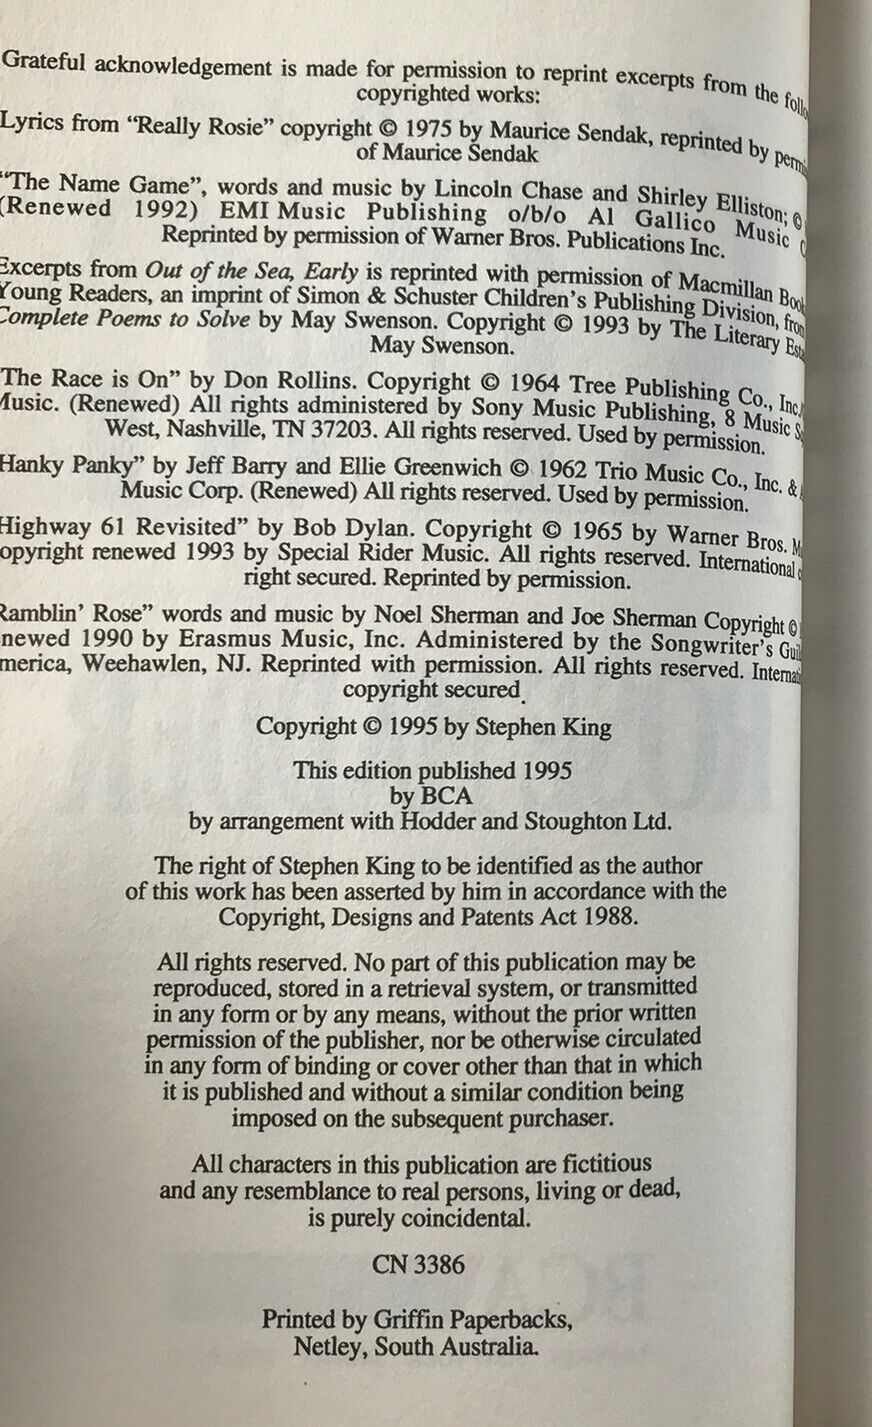 Grateful acknowledgement is made for permission to reprint excerpts from the
copyrighted works:
Lyrics from “Really Rosie” copyright © 1975 by Maurice Sendak, reprinted by
of Maurice Sendak
"The Name Game”, words and music by Lincoln Chase and Shirley Elliston; ©
(Renewed 1992) EMI Music Publishing o/b/o Al Gallico Music
Reprinted by permission of Warner Bros. Publications Inc.
Excerpts from Out of the Sea, Early is reprinted with permission of Macmillan
Young Readers, an imprint of Simon & Schuster Children's Publishing Division,
Complete Poems to Solve by May Swenson. Copyright © 1993 by The Literary
May Swenson.
The Race is On” by Don Rollins. Copyright © 1964 Tree Publishing Co., Inc.
Music. (Renewed) All rights administered by Sony Music Publishing, 8 Music
West, Nashville, TN 37203. All rights reserved. Used by permission.
Hanky Panky” by Jeff Barry and Ellie Greenwich © 1962 Trio Music Co., Inc. &
Music Corp. (Renewed) All rights reserved. Used by permission.
Highway 61 Revisited” by Bob Dylan. Copyright © 1965 by Warner Bros.
opyright renewed 1993 by Special Rider Music. All rights reserved. International
right secured. Reprinted by permission.
Ramblin' Rose” words and music by Noel Sherman and Joe Sherman Copyright ©
newed 1990 by Erasmus Music, Inc. Administered by the Songwriter's
merica, Weehawlen, NJ. Reprinted with permission. All rights reserved.
copyright secured.
Copyright © 1995 by Stephen King
This edition published 1995
by BCA
by arrangement with Hodder and Stoughton Ltd.
The right of Stephen King to be identified as the author
of this work has been asserted by him in accordance with the
Copyright, Designs and Patents Act 1988.
All rights reserved. No part of this publication may be
reproduced, stored in a retrieval system, or transmitted
in any form or by any means, without the prior written
permission of the publisher, nor be otherwise circulated
in any form of binding or cover other than that in which
it is published and without a similar condition being
imposed on the subsequent purchaser.
All characters in this publication are fictitious
and any resemblance to real persons, living or dead,
is purely coincidental.
CN 3386
Printed by Griffin Paperbacks,
Netley, South Australia.